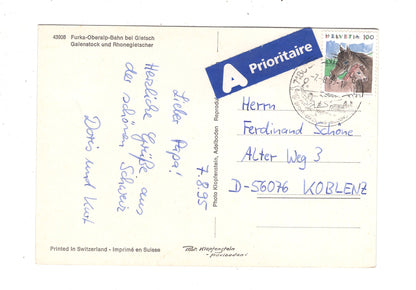 43938 Furka-Oberalp-Bahn bei Gletsch
Galenstock und Rhonegletscher
7.8.95
Lieber Papa!
Herzliche Grüße aus
der schönen Schweiz
Doris und Kurt
Photo Klopfenstein, Adelboden
A Prioritaire
HELVETIA 100
Herrn
Ferdinand Schöne
Alter Weg 3
D-56076 KOBLENZ
Printed in Switzerland - Imprimé en Suisse
Klopfenstein